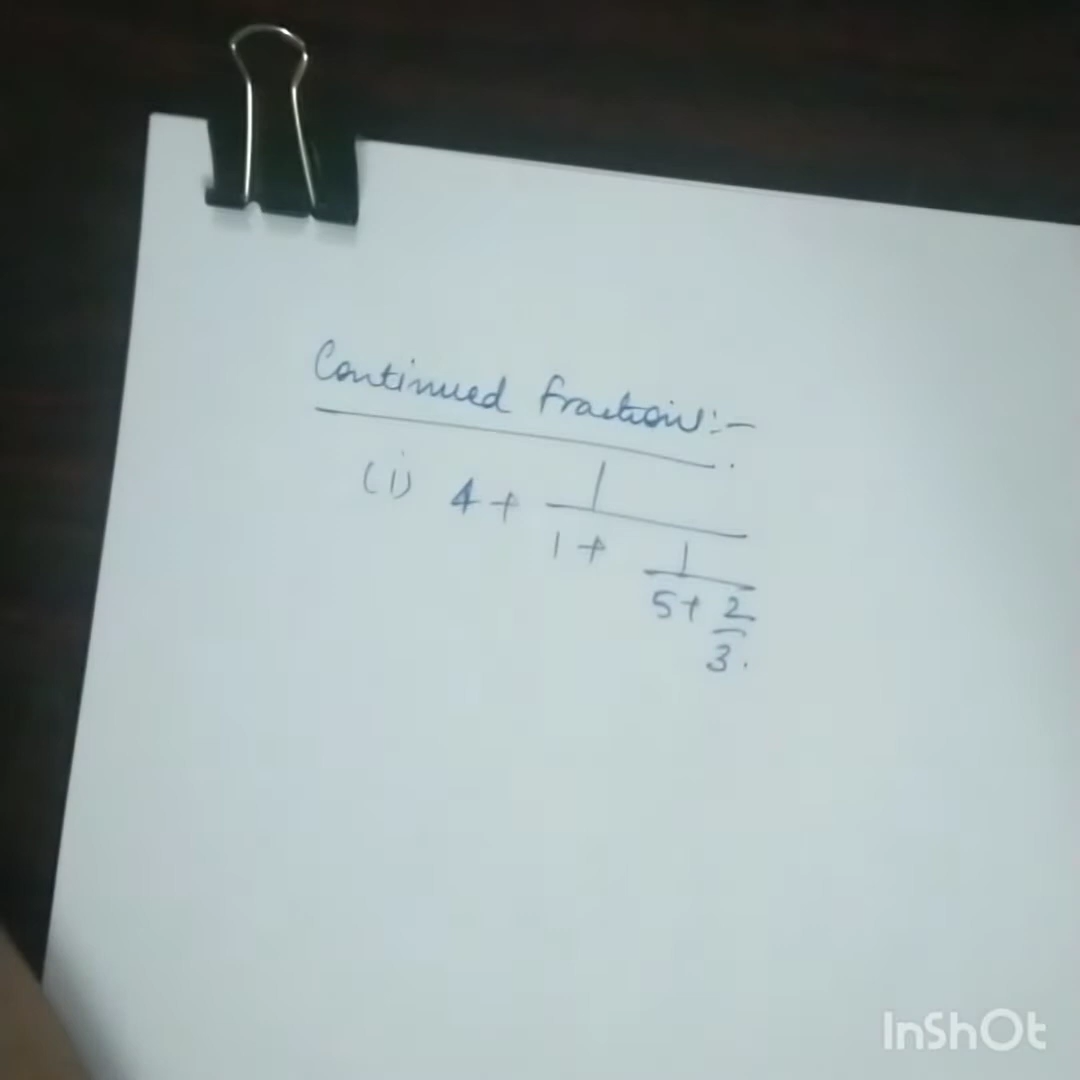 Continued fraction:-
(i) 4 + 1
1 + 1
5 + 2
3.
InShOt